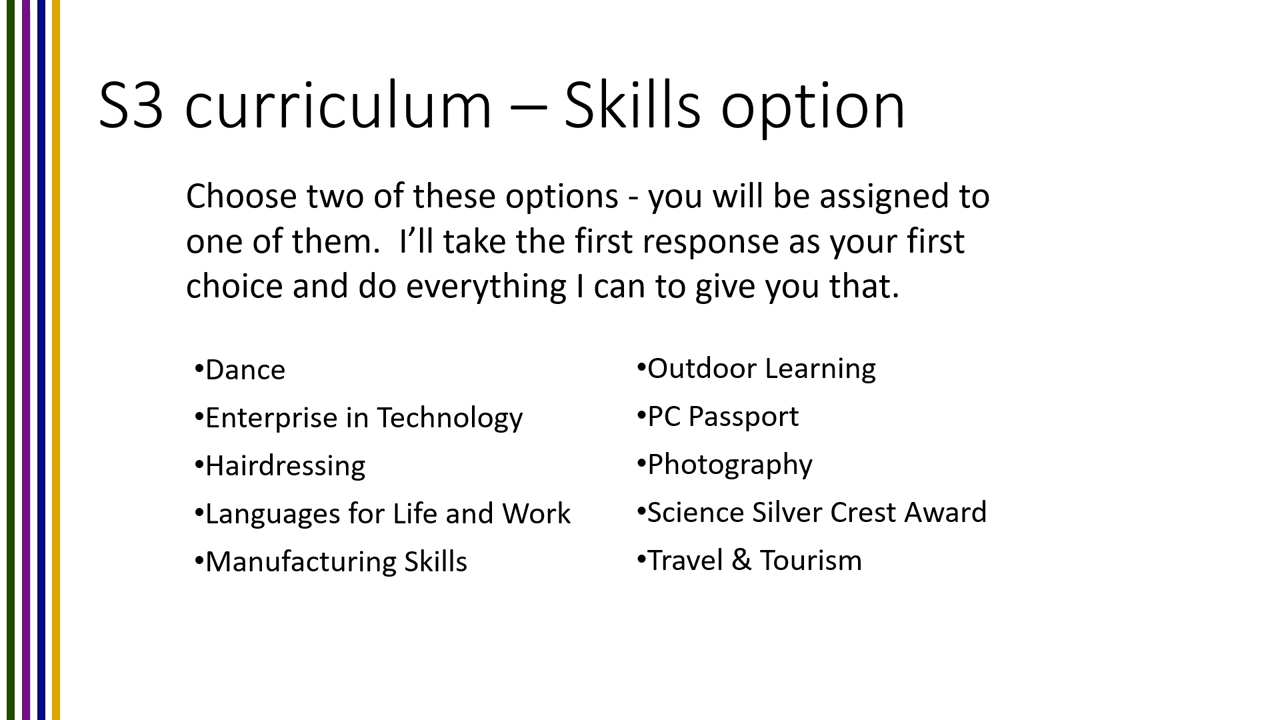 S3 curriculum – Skills option
Choose two of these options - you will be assigned to
one of them.  I’ll take the first response as your first
choice and do everything I can to give you that.
•Dance
•Enterprise in Technology
•Hairdressing
•Languages for Life and Work
•Manufacturing Skills
•Outdoor Learning
•PC Passport
•Photography
•Science Silver Crest Award
•Travel & Tourism